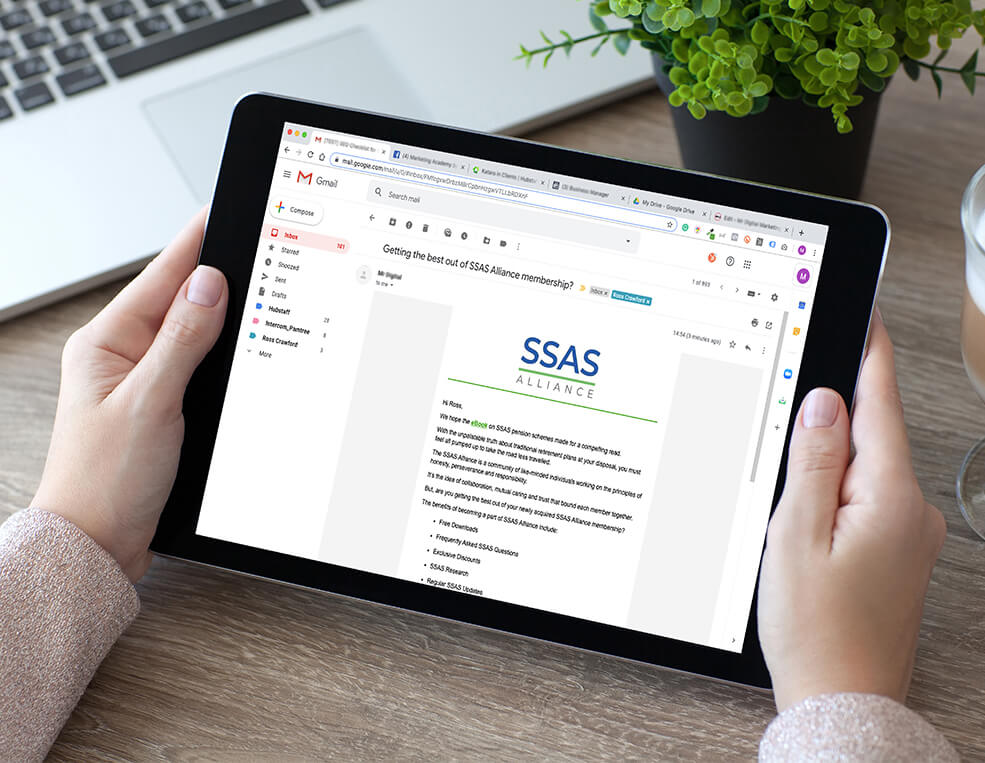 [TEST] SEO Checklist for
(4) Marketing Academy
Katara in Clients | Hubstaff
(3) Business Manager
My Drive - Google Drive
Edit - Mr Digital Marketing
mail.google.com/mail/u/0/#inbox/
Gmail
Search mail
M
Compose
Inbox 101
Starred
Snoozed
Sent
Drafts
Hubstaff
Intercom_Pamtree
Ross Crawford 3
More
1 of 993
Getting the best out of SSAS Alliance membership? Inbox x Ross Crawford x
Mr Digital
to me
14:54 (5 minutes ago)
SSAS
ALLIANCE
Hi Ross,
We hope the eBook on SSAS pension schemes made for a compelling read.
With the unpalatable truth about traditional retirement plans at your disposal, you must
feel all pumped up to take the road less travelled.
The SSAS Alliance is a community of like-minded individuals working on the principles of
honesty, perseverance and responsibility.
It's the idea of collaboration, mutual caring and trust that bound each member together.
But, are you getting the best out of your newly acquired SSAS Alliance membership?
The benefits of becoming a part of SSAS Alliance include:
• Free Downloads
• Frequently Asked SSAS Questions
• Exclusive Discounts
• SSAS Research
• Regular SSAS Updates